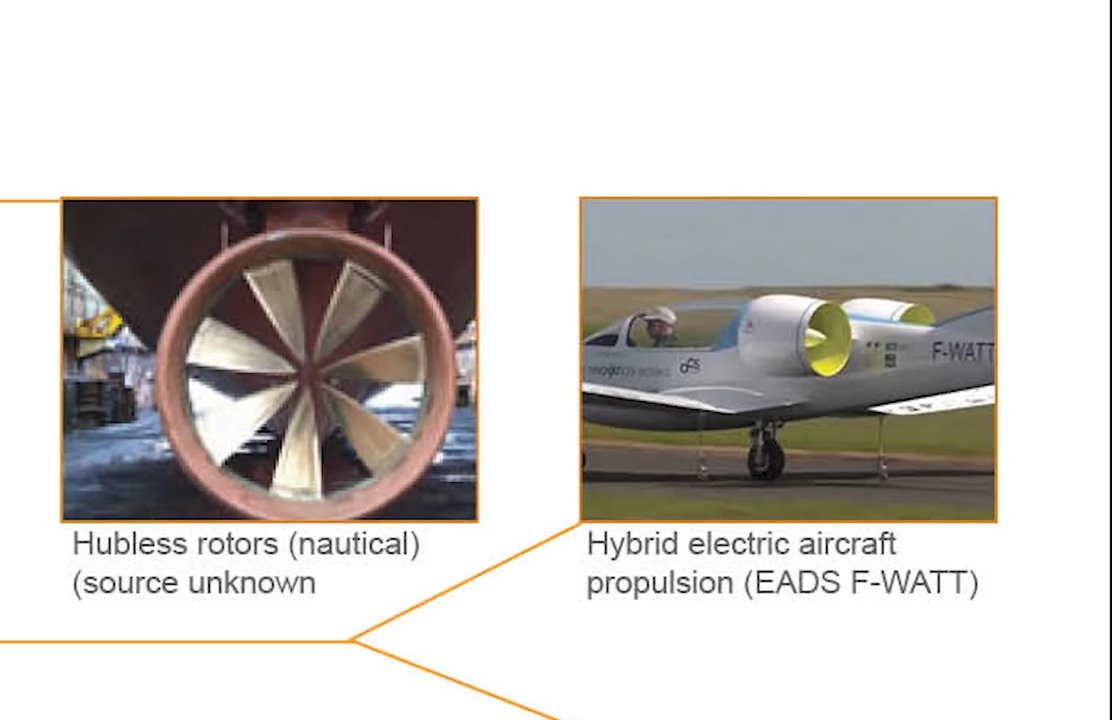 Hubless rotors (nautical)
(source unknown
Hybrid electric aircraft
propulsion (EADS F-WATT)
F-WATT